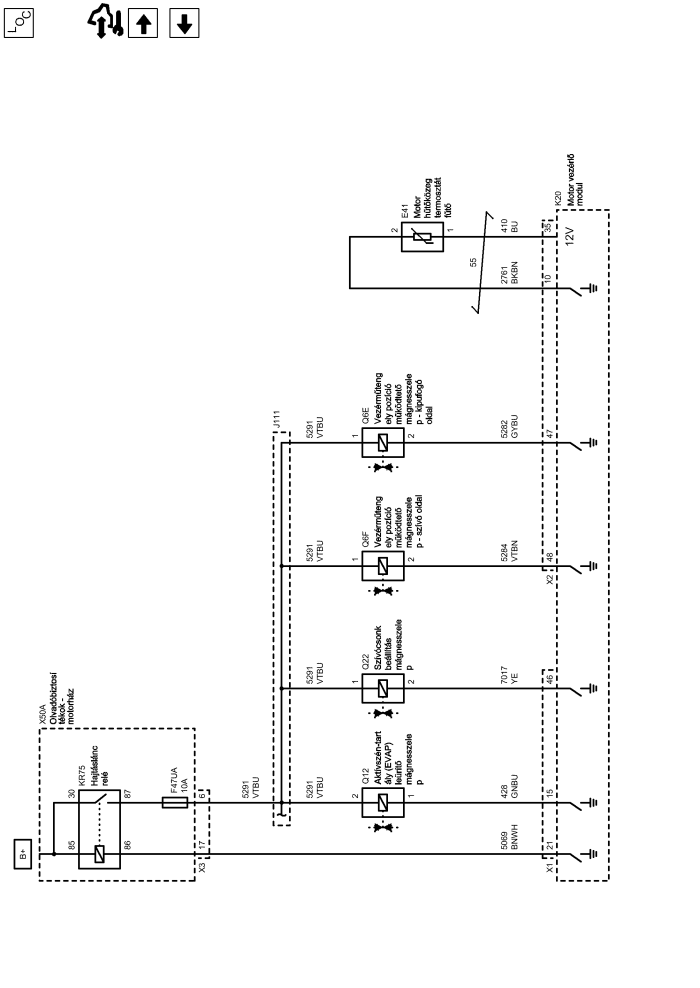 LOC
B+
X50A
Olvadóbiztosí
tékok -
motorház
30
85
KR75
Hajtáslánc
relé
87
86
F47UA
10A
6
17
X3
5291
VTBU
J111
5291
VTBU
5291
VTBU
5291
VTBU
5291
VTBU
2
Q12
Aktívszén-tart
ály (EVAP)
leürítő
mágnesszele
p
1
1
Q22
Szívócsonk
beállítás
mágnesszele
p
2
1
Q6F
Vezérműteng
ely pozíció
működtető
mágnesszele
p - szívó oldal
2
1
Q6E
Vezérműteng
ely pozíció
működtető
mágnesszele
p - kipufogó
oldal
2
2
E41
Motor
hűtőközeg
termosztát
fűtő
1
55
5069
BNWH
428
GNBU
7017
YE
5284
VTBN
5282
GYBU
2761
BKBN
410
BU
X1
21
15
46
X2
48
47
10
35
K20
Motor vezérlő
modul
12V